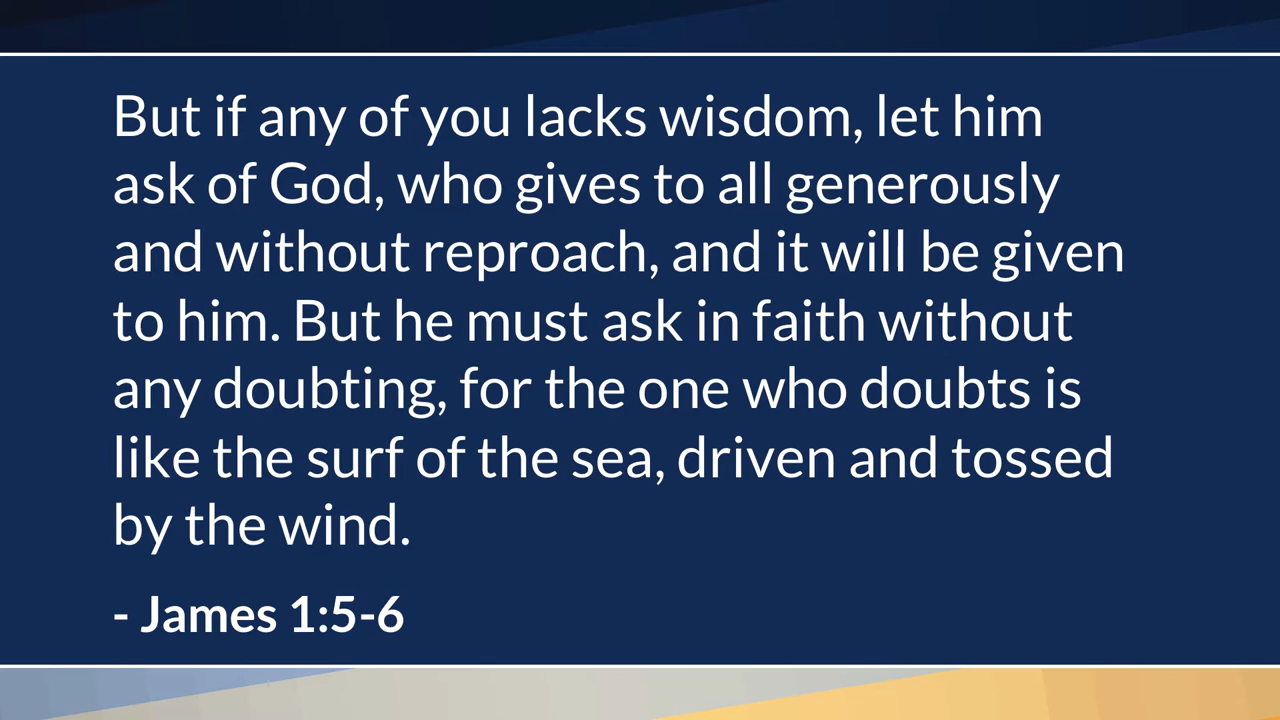 But if any of you lacks wisdom, let him
ask of God, who gives to all generously
and without reproach, and it will be given
to him. But he must ask in faith without
any doubting, for the one who doubts is
like the surf of the sea, driven and tossed
by the wind.
- James 1:5-6